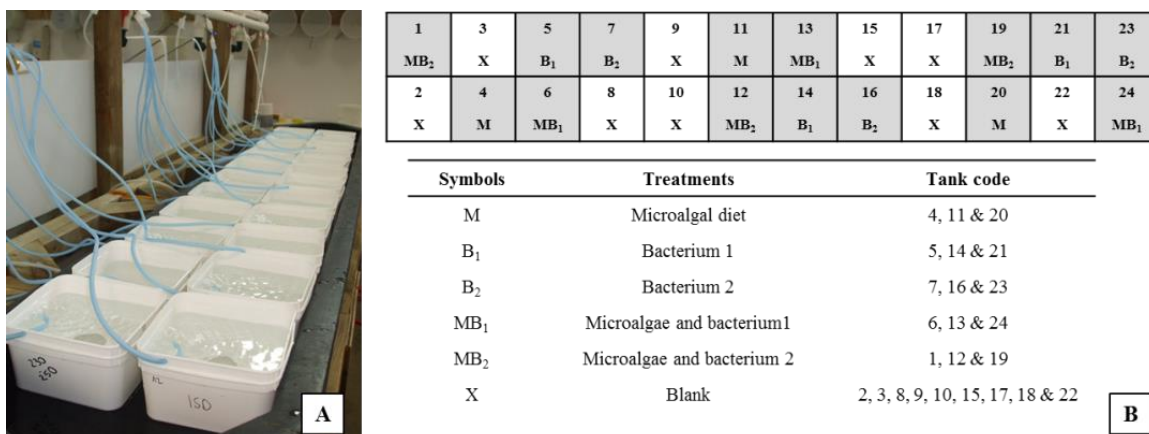 230
250
150
A
1 3 5 7 9 11 13 15 17 19 21 23
MB₂ X B₁ B₂ X M MB₁ X X MB₂ B₁ B₂
2 4 6 8 10 12 14 16 18 20 22 24
X M MB₁ X X MB₂ B₁ B₂ X M X MB₁
Symbols Treatments Tank code
M Microalgal diet 4, 11 & 20
B₁ Bacterium 1 5, 14 & 21
B₂ Bacterium 2 7, 16 & 23
MB₁ Microalgae and bacterium1 6, 13 & 24
MB₂ Microalgae and bacterium 2 1, 12 & 19
X Blank 2, 3, 8, 9, 10, 15, 17, 18 & 22
B